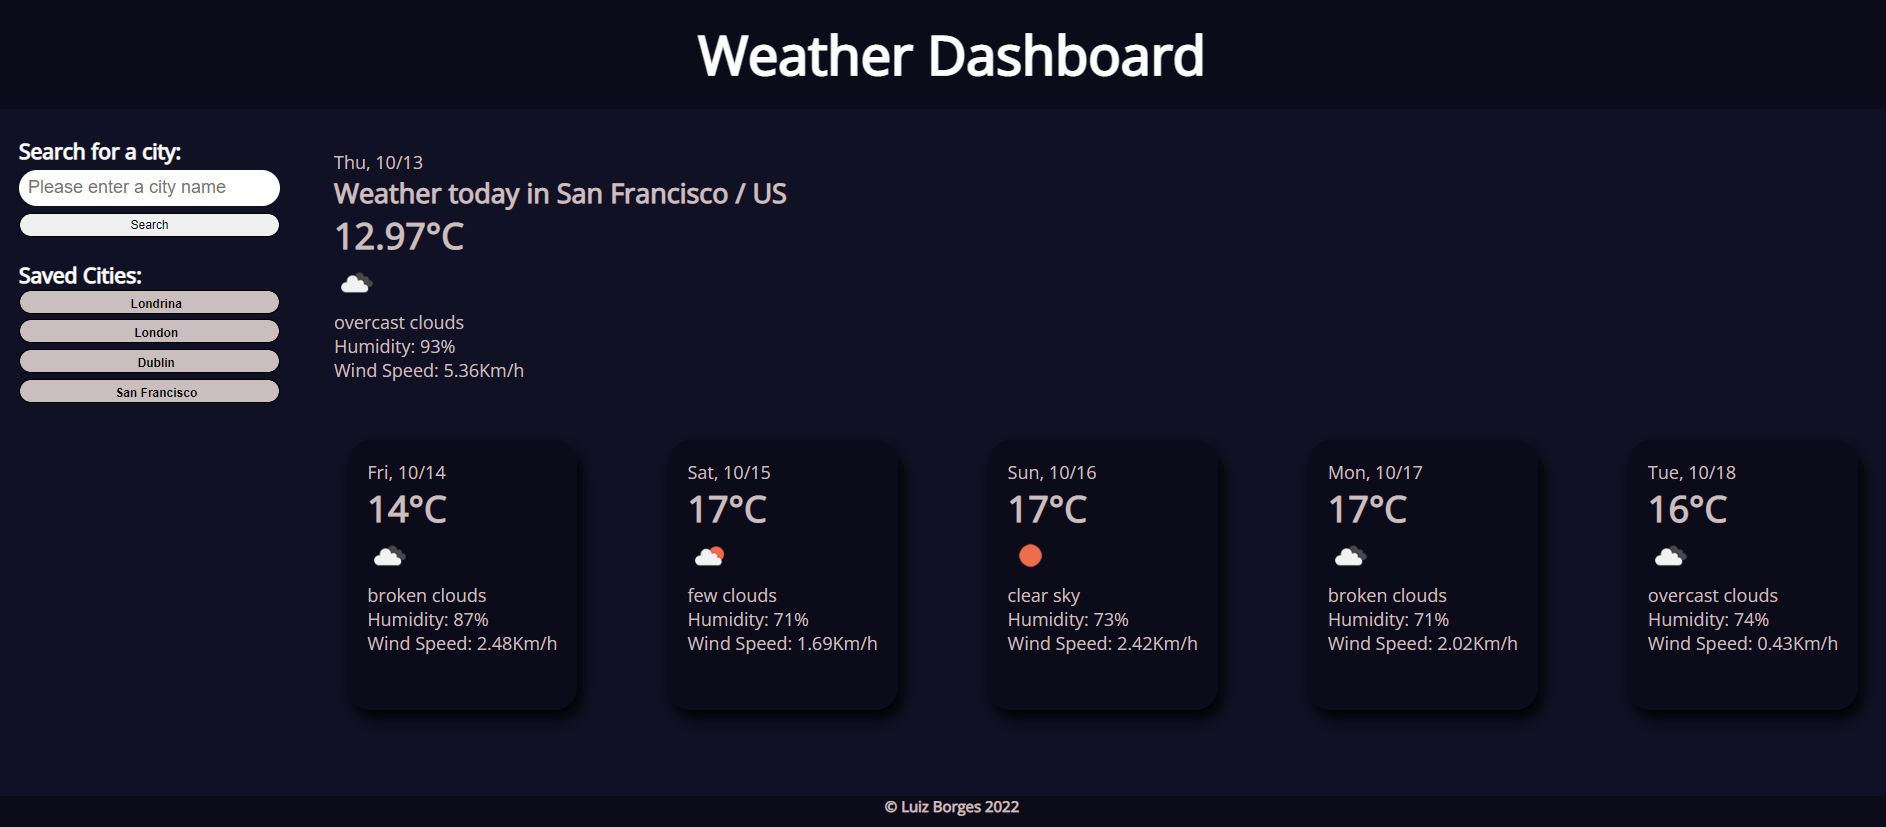 Weather Dashboard
Search for a city:
Please enter a city name
Search
Saved Cities:
Londrina
London
Dublin
San Francisco
Thu, 10/13
Weather today in San Francisco / US
12.97°C
overcast clouds
Humidity: 93%
Wind Speed: 5.36Km/h
Fri, 10/14
14°C
broken clouds
Humidity: 87%
Wind Speed: 2.48Km/h
Sat, 10/15
17°C
few clouds
Humidity: 71%
Wind Speed: 1.69Km/h
Sun, 10/16
17°C
clear sky
Humidity: 73%
Wind Speed: 2.42Km/h
Mon, 10/17
17°C
broken clouds
Humidity: 71%
Wind Speed: 2.02Km/h
Tue, 10/18
16°C
overcast clouds
Humidity: 74%
Wind Speed: 0.43Km/h
© Luiz Borges 2022